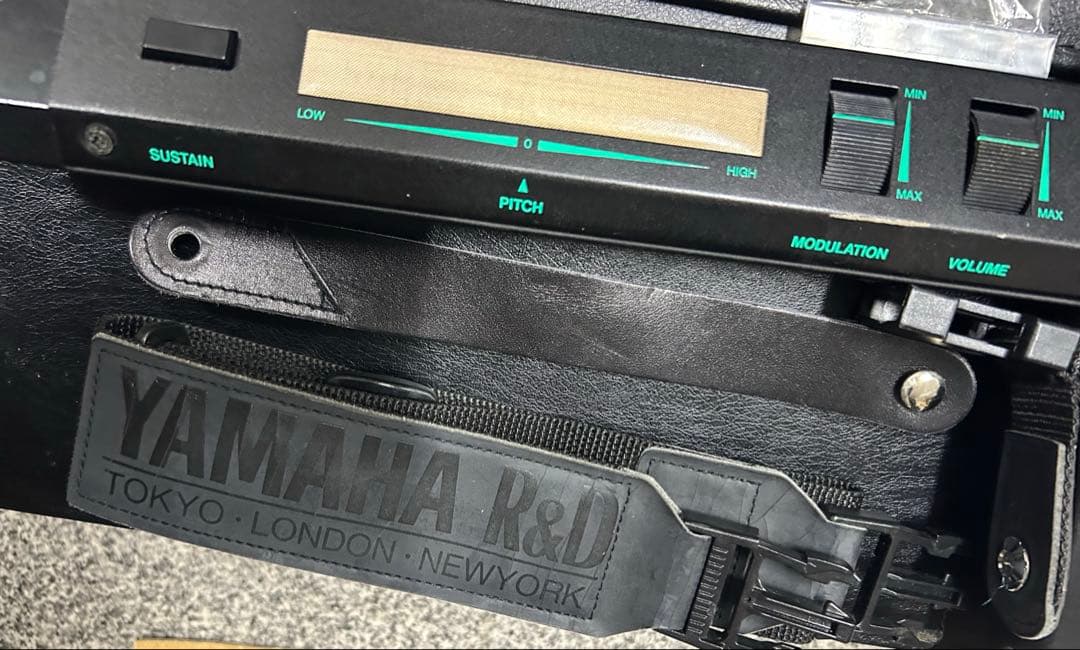 LOW
0
HIGH
SUSTAIN
PITCH
MIN
MAX
MIN
MAX
MODULATION
VOLUME
YAMAHA R&D
TOKYO · LONDON · NEWYORK